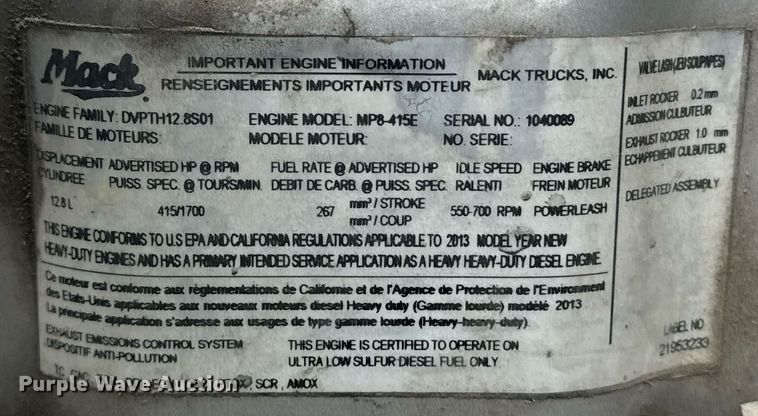 Mack
IMPORTANT ENGINE INFORMATION
RENSEIGNEMENTS IMPORTANTS MOTEUR
MACK TRUCKS, INC.
ENGINE FAMILY: DVPTH12.8S01 ENGINE MODEL: MP8-415E SERIAL NO.: 1040089
FAMILLE DE MOTEURS: MODELE MOTEUR: NO. SERIE:
DISPLACEMENT ADVERTISED HP @ RPM FUEL RATE @ ADVERTISED HP IDLE SPEED ENGINE BRAKE
CYLINDREE PUISS. SPEC. @ TOURS/MIN. DEBIT DE CARB. @ PUISS. SPEC. RALENTI FREIN MOTEUR
12.8 L 415/1700 267 mm³ / STROKE 550-700 RPM POWERLEASH
mm³ / COUP
THIS ENGINE CONFORMS TO U.S EPA AND CALIFORNIA REGULATIONS APPLICABLE TO 2013 MODEL YEAR NEW
HEAVY-DUTY ENGINES AND HAS A PRIMARY INTENDED SERVICE APPLICATION AS A HEAVY HEAVY-DUTY DIESEL ENGINE.
Ce moteur est conforme aux réglementations de Californie et de l'Agence de Protection de l'Environment
des Etats-Unis applicables aux nouveaux moteurs diesel Heavy duty (Gamme lourde) modélé 2013
La principale application s'adresse aux usages de type gamme lourde (Heavy-heavy-duty).
EXHAUST EMISSIONS CONTROL SYSTEM THIS ENGINE IS CERTIFIED TO OPERATE ON
DISPOSITIF ANTI-POLLUTION ULTRA LOW SULFUR DIESEL FUEL ONLY
SCR , AMOX
VALVE LASH (JEU SOUPAPES)
INLET ROCKER 0.2 mm
ADMISSION CULBUTEUR
EXHAUST ROCKER 1.0 mm
ECHAPPEMENT CULBUTEUR
DELEGATED ASSEMBLY
LABEL NO
21953233
Purple Wave Auction